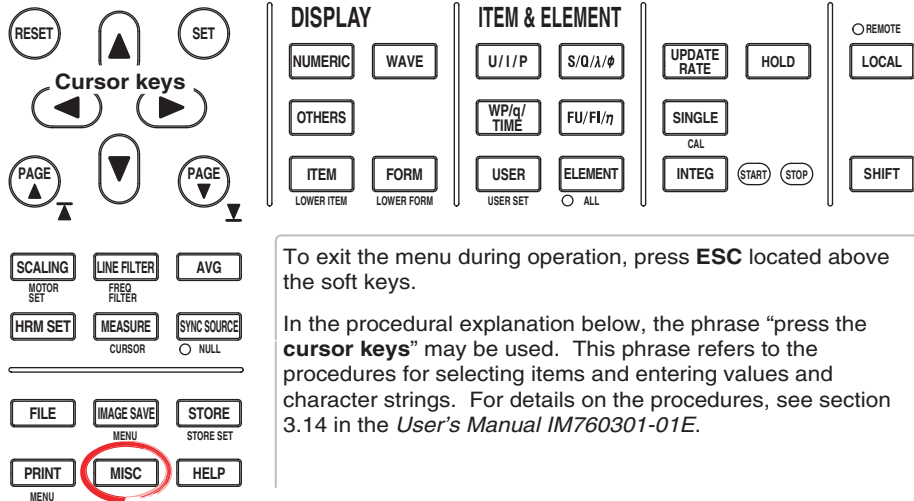 RESET
SET
Cursor keys
PAGE
PAGE
DISPLAY
NUMERIC
WAVE
OTHERS
ITEM
FORM
LOWER ITEM
LOWER FORM
ITEM & ELEMENT
U/I/P
S/Q/λ/ϕ
WP/q/
TIME
FU/FI/η
USER
ELEMENT
USER SET
ALL
UPDATE
RATE
HOLD
SINGLE
CAL
INTEG
START
STOP
REMOTE
LOCAL
SHIFT
SCALING
LINE FILTER
AVG
MOTOR
SET
FREQ
FILTER
HRM SET
MEASURE
SYNC SOURCE
CURSOR
NULL
FILE
IMAGE SAVE
STORE
MENU
STORE SET
PRINT
MISC
HELP
MENU
To exit the menu during operation, press ESC located above
the soft keys.
In the procedural explanation below, the phrase “press the
cursor keys” may be used. This phrase refers to the
procedures for selecting items and entering values and
character strings. For details on the procedures, see section
3.14 in the User's Manual IM760301-01E.